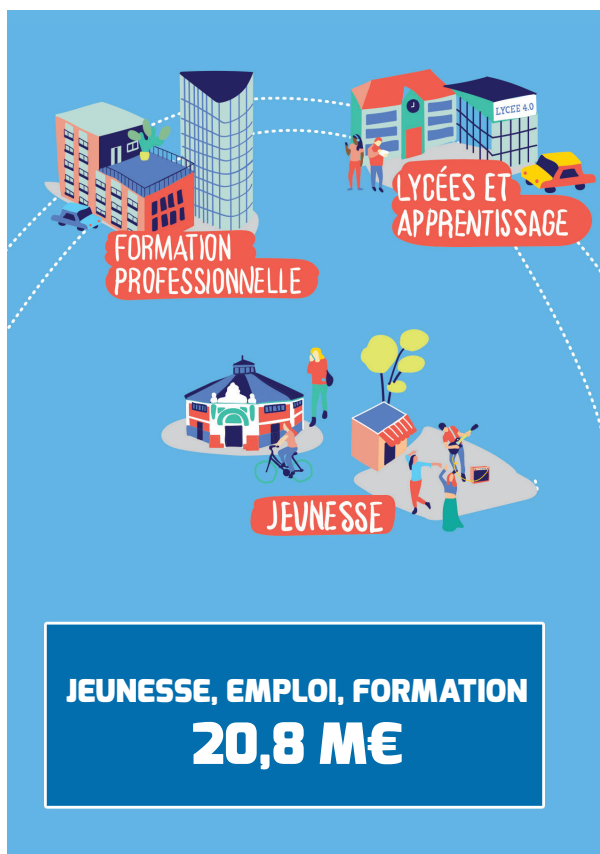 LYCEE 4.0
LYCÉES ET
APPRENTISSAGE
FORMATION
PROFESSIONNELLE
JEUNESSE
JEUNESSE, EMPLOI, FORMATION
20,8 M€